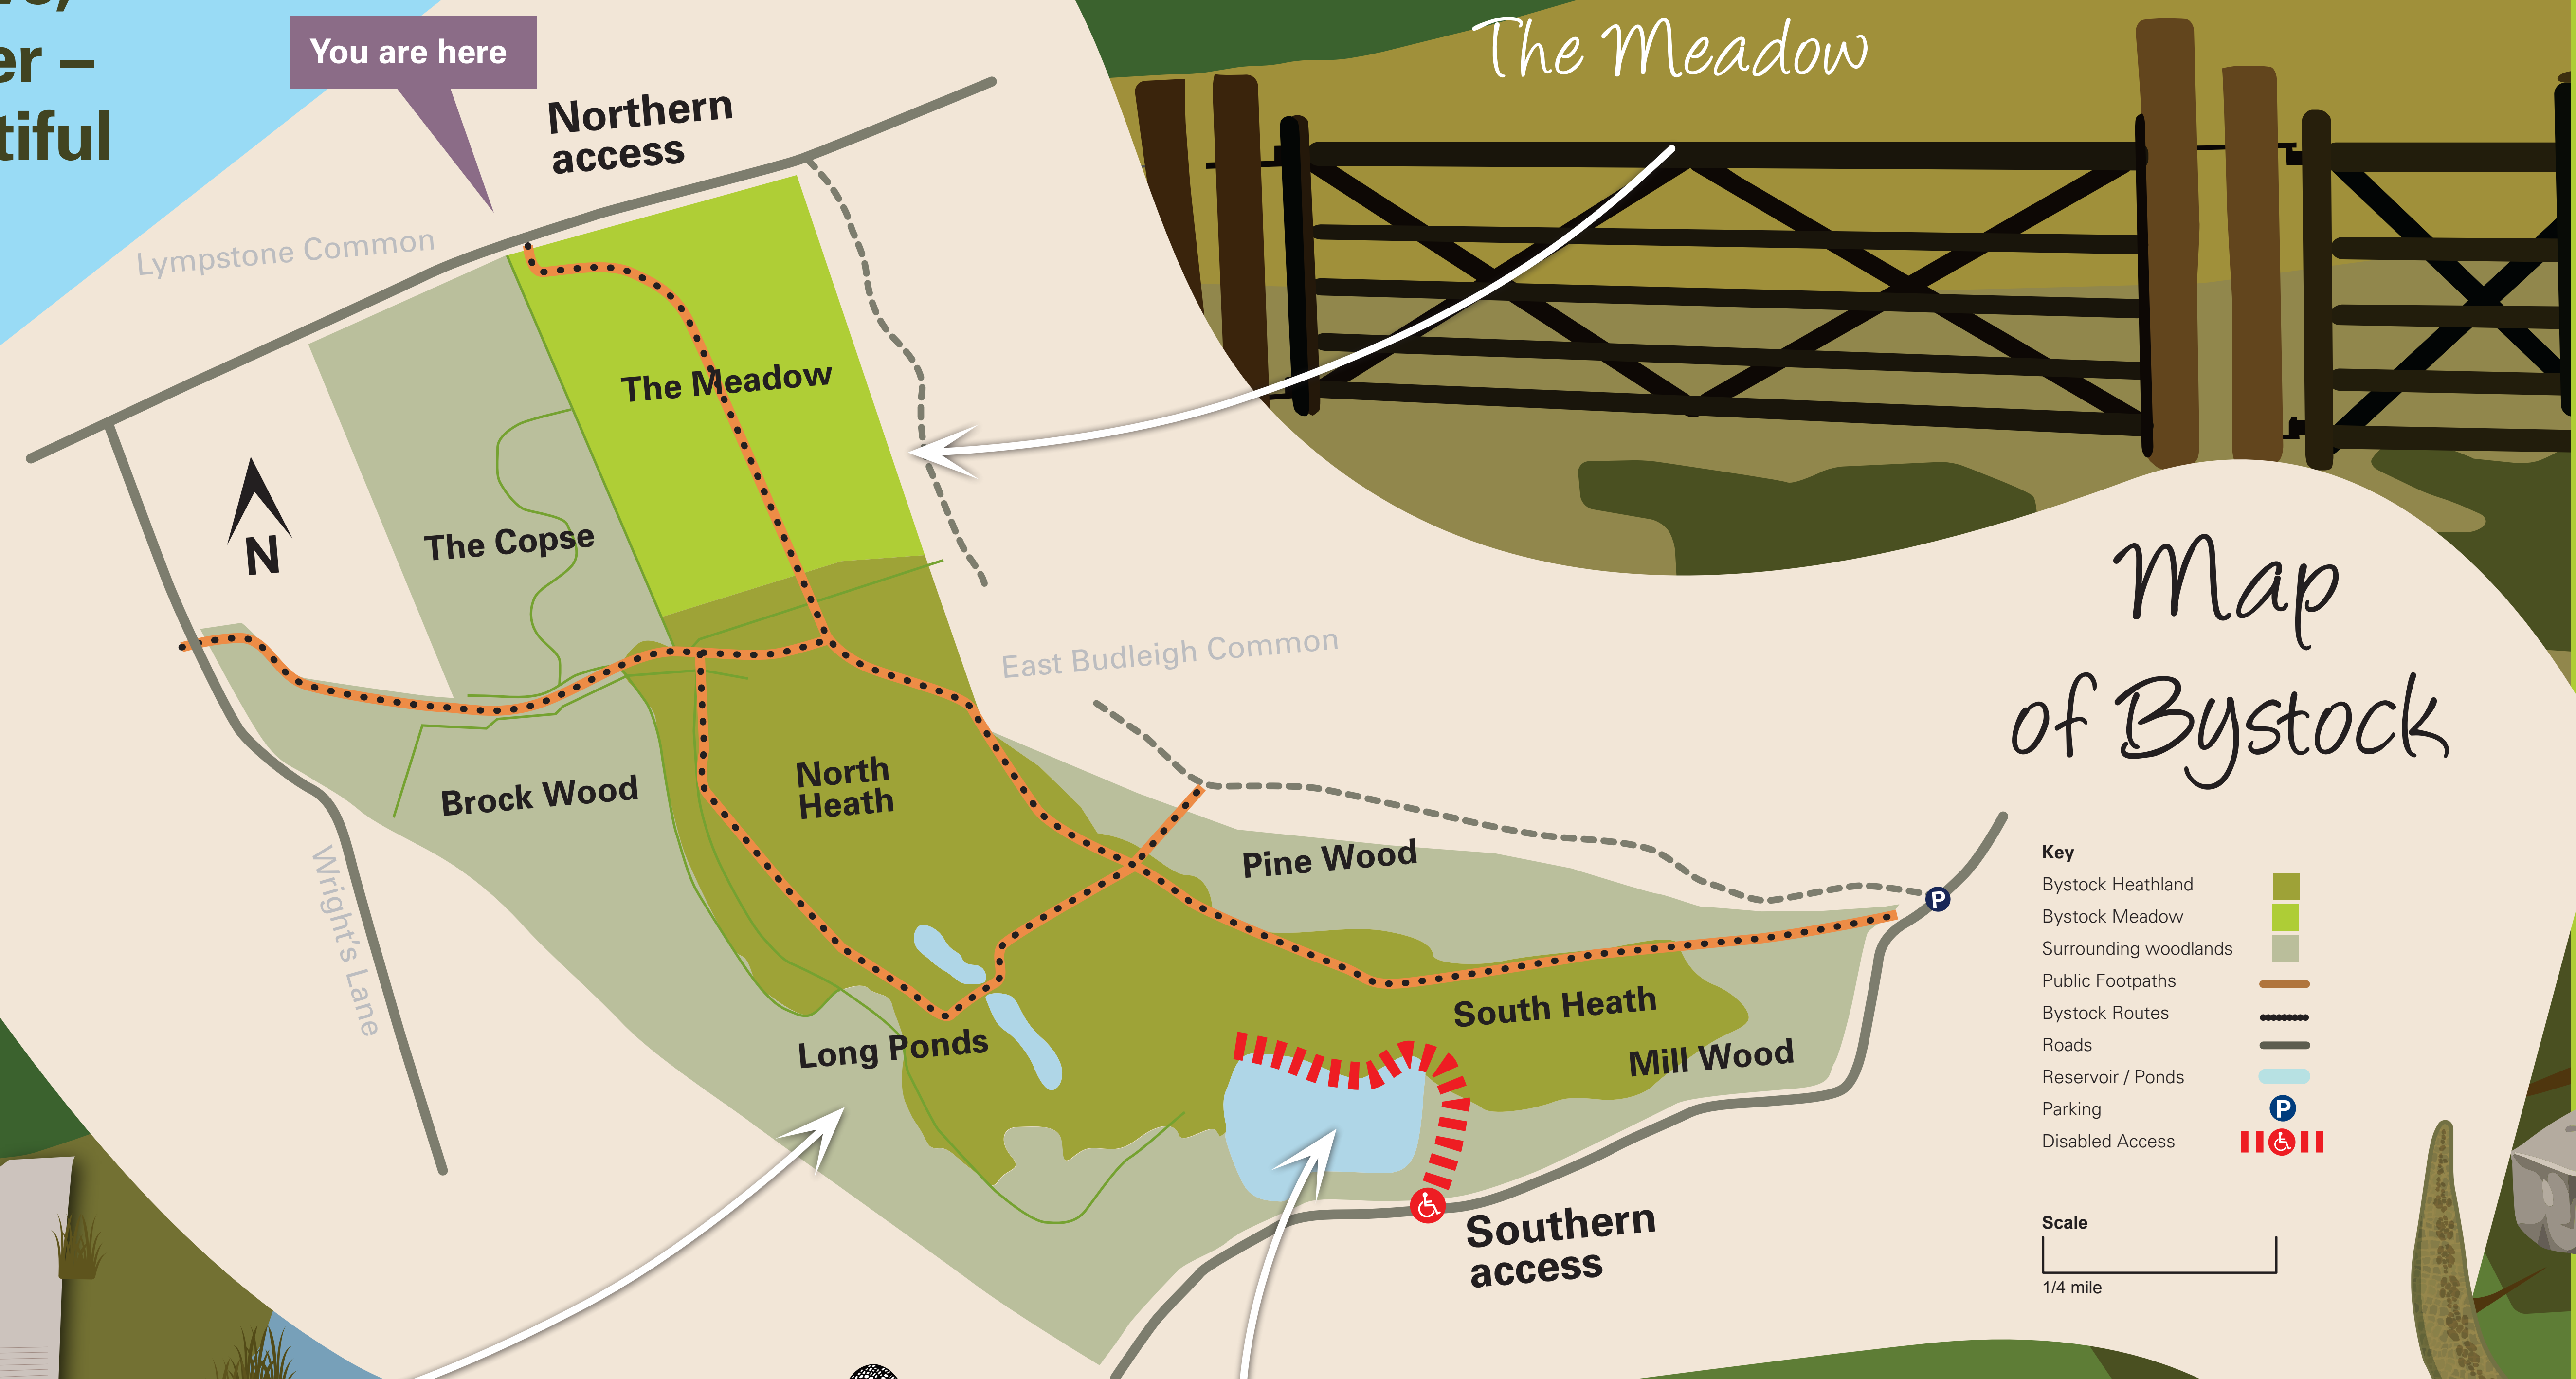 er –
tiful
You are here
Northern
access
The Meadow
Lympstone Common
The Meadow
The Copse
N
East Budleigh Common
Map
of Bystock
North
Heath
Brock Wood
Pine Wood
Wright's Lane
South Heath
Long Ponds
Mill Wood
Southern
access
Key
Bystock Heathland
Bystock Meadow
Surrounding woodlands
Public Footpaths
Bystock Routes
Roads
Reservoir / Ponds
Parking
P
Disabled Access
Scale
1/4 mile
P